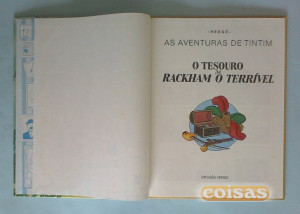 -HERGÉ-
AS AVENTURAS DE TINTIM
O TESOURO
DE
RACKHAM O TERRÍVEL
coisas